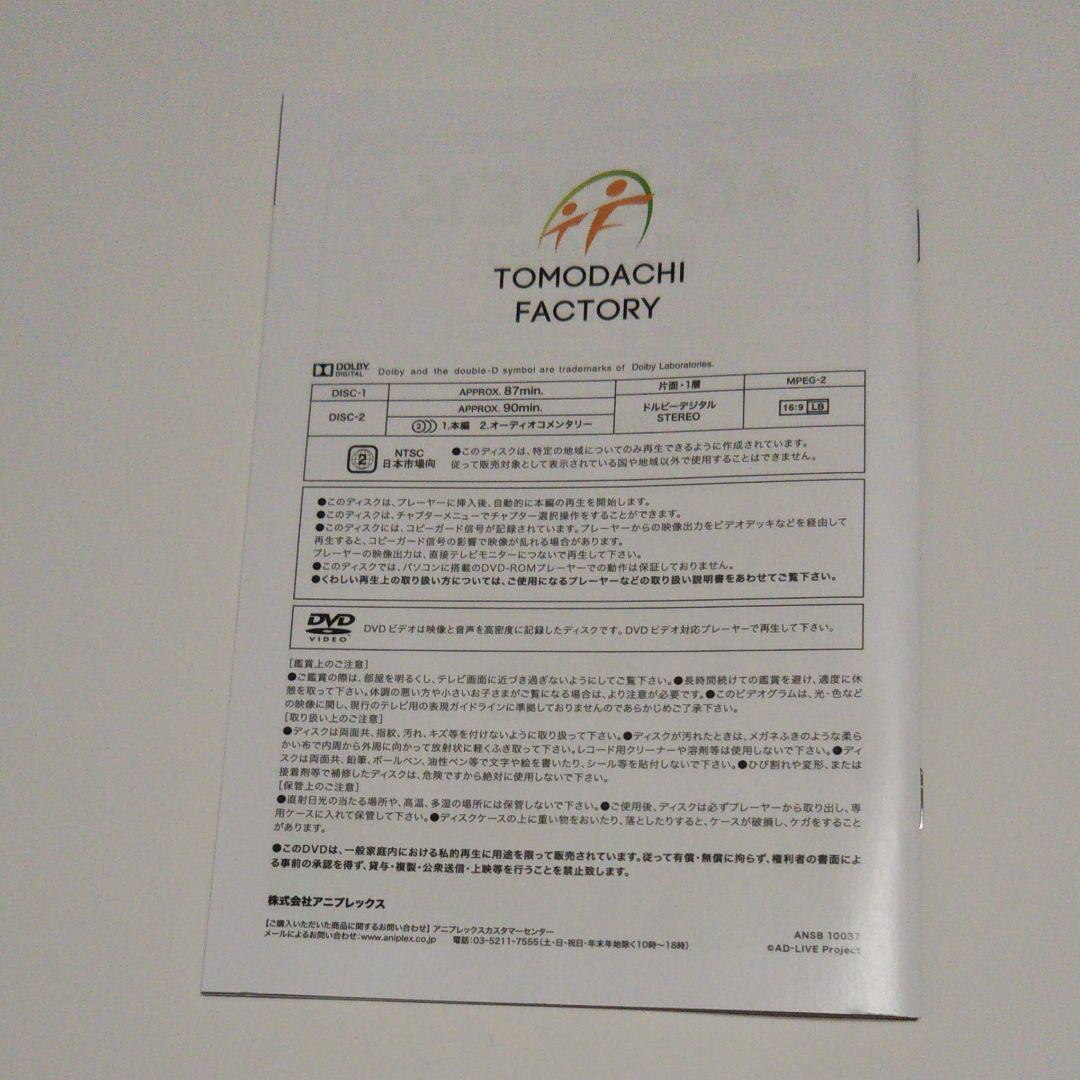 TOMODACHI
FACTORY
DOLBY DIGITAL Dolby and the double-D symbol are trademarks of Dolby Laboratories.
DISC-1 APPROX. 87min. 片面・1層 MPEG-2
DISC-2 APPROX. 90min. ドルビーデジタル STEREO 16:9 LB
2 1.本編 2.オーディオコメンタリー
2 NTSC 日本市場向 ●このディスクは、特定の地域についてのみ再生できるように作成されています。
従って販売対象として表示されている国や地域以外で使用することはできません。
●このディスクは、プレーヤーに挿入後、自動的に本編の再生を開始します。
●このディスクは、チャプターメニューでチャプター選択操作をすることができます。
●このディスクには、コピーガード信号が記録されています。プレーヤーからの映像出力をビデオデッキなどを経由して
再生すると、コピーガード信号の影響で映像が乱れる場合があります。
プレーヤーの映像出力は、直接テレビモニターにつないで再生して下さい。
●このディスクでは、パソコンに搭載のDVD-ROMプレーヤーでの動作は保証しておりません。
●くわしい再生上の取り扱い方については、ご使用になるプレーヤーなどの取り扱い説明書をあわせてご覧下さい。
DVD VIDEO DVDビデオは映像と音声を高密度に記録したディスクです。DVDビデオ対応プレーヤーで再生して下さい。
[鑑賞上のご注意]
●ご鑑賞の際は、部屋を明るくし、テレビ画面に近づき過ぎないようにしてご覧下さい。●長時間続けての鑑賞を避け、適度に休
憩を取って下さい。体調の悪い方や小さいお子さまがご覧になる場合は、より注意が必要です。●このビデオグラムは、光・色など
の映像に関し、現行のテレビ用の表現ガイドラインに準拠しておりませんのであらかじめご了承下さい。
[取り扱い上のご注意]
●ディスクは両面共、指紋、汚れ、キズ等を付けないように取り扱って下さい。●ディスクが汚れたときは、メガネふきのような柔ら
かい布で内周から外周に向かって放射状に軽くふき取って下さい。レコード用クリーナーや溶剤等は使用しないで下さい。●ディ
スクは両面共、鉛筆、ボールペン、油性ペン等で文字や絵を書いたり、シール等を貼付しないで下さい。●ひび割れや変形、または
接着剤等で補修したディスクは、危険ですから絶対に使用しないで下さい。
[保管上のご注意]
●直射日光の当たる場所や、高温、多湿の場所には保管しないで下さい。●ご使用後、ディスクは必ずプレーヤーから取り出し、専
用ケースに入れて保管して下さい。●ディスクケースの上に重い物をおいたり、落としたりすると、ケースが破損し、ケガをすること
があります。
●このDVDは、一般家庭内における私的再生に用途を限って販売されています。従って有償・無償に拘らず、権利者の書面によ
る事前の承認を得ず、貸与・複製・公衆送信・上映等を行うことを禁止致します。
株式会社アニプレックス
【ご購入いただいた商品に関するお問い合わせ】アニプレックスカスタマーセンター
メールによるお問い合わせ:www.aniplex.co.jp 電話:03-5211-7555(土・日・祝日・年末年始除く10時〜18時)
ANSB 10037
©AD-LIVE Project